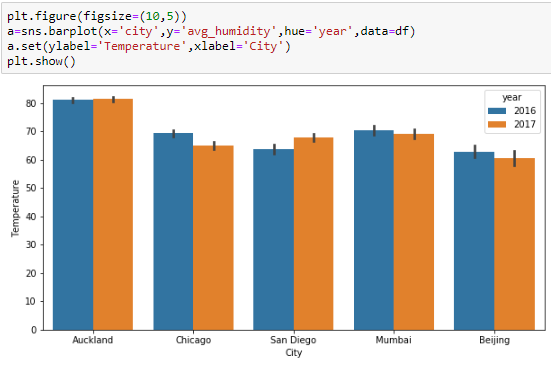 plt.figure(figsize=(10,5))
a=sns.barplot(x='city',y='avg_humidity',hue='year',data=df)
a.set(ylabel='Temperature',xlabel='City')
plt.show()
year
2016
2017
80
70
60
50
40
30
20
10
0
Temperature
Auckland Chicago San Diego Mumbai Beijing
City